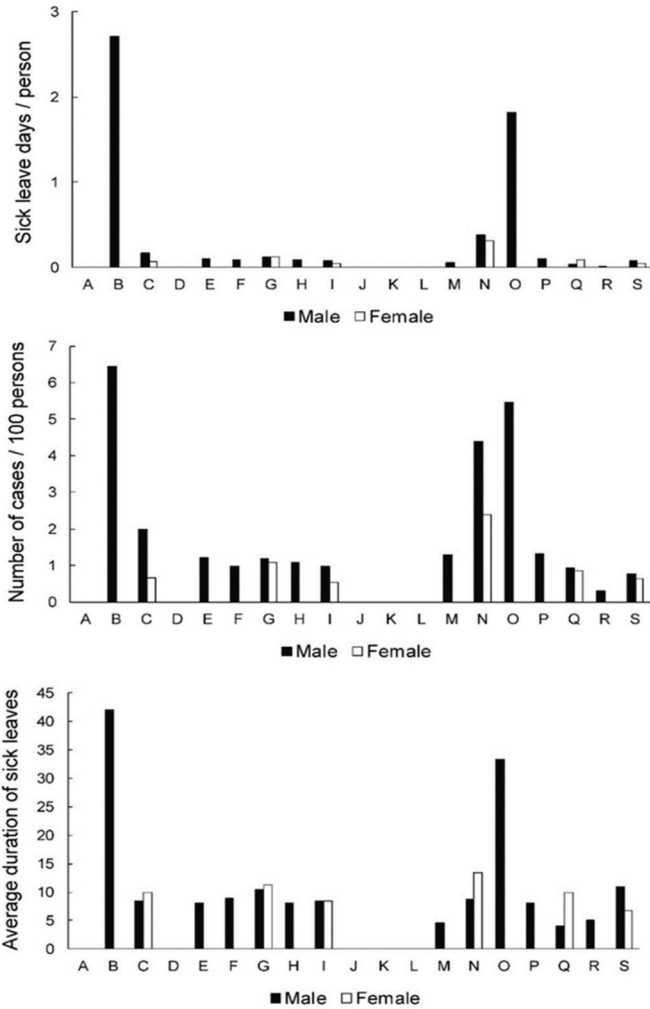 Sick leave days / person
3
2
1
0
A B C D E F G H I J K L M N O P Q R S
Male Female
Number of cases / 100 persons
7
6
5
4
3
2
1
0
A B C D E F G H I J K L M N O P Q R S
Male Female
Average duration of sick leaves
45
40
35
30
25
20
15
10
5
0
A B C D E F G H I J K L M N O P Q R S
Male Female